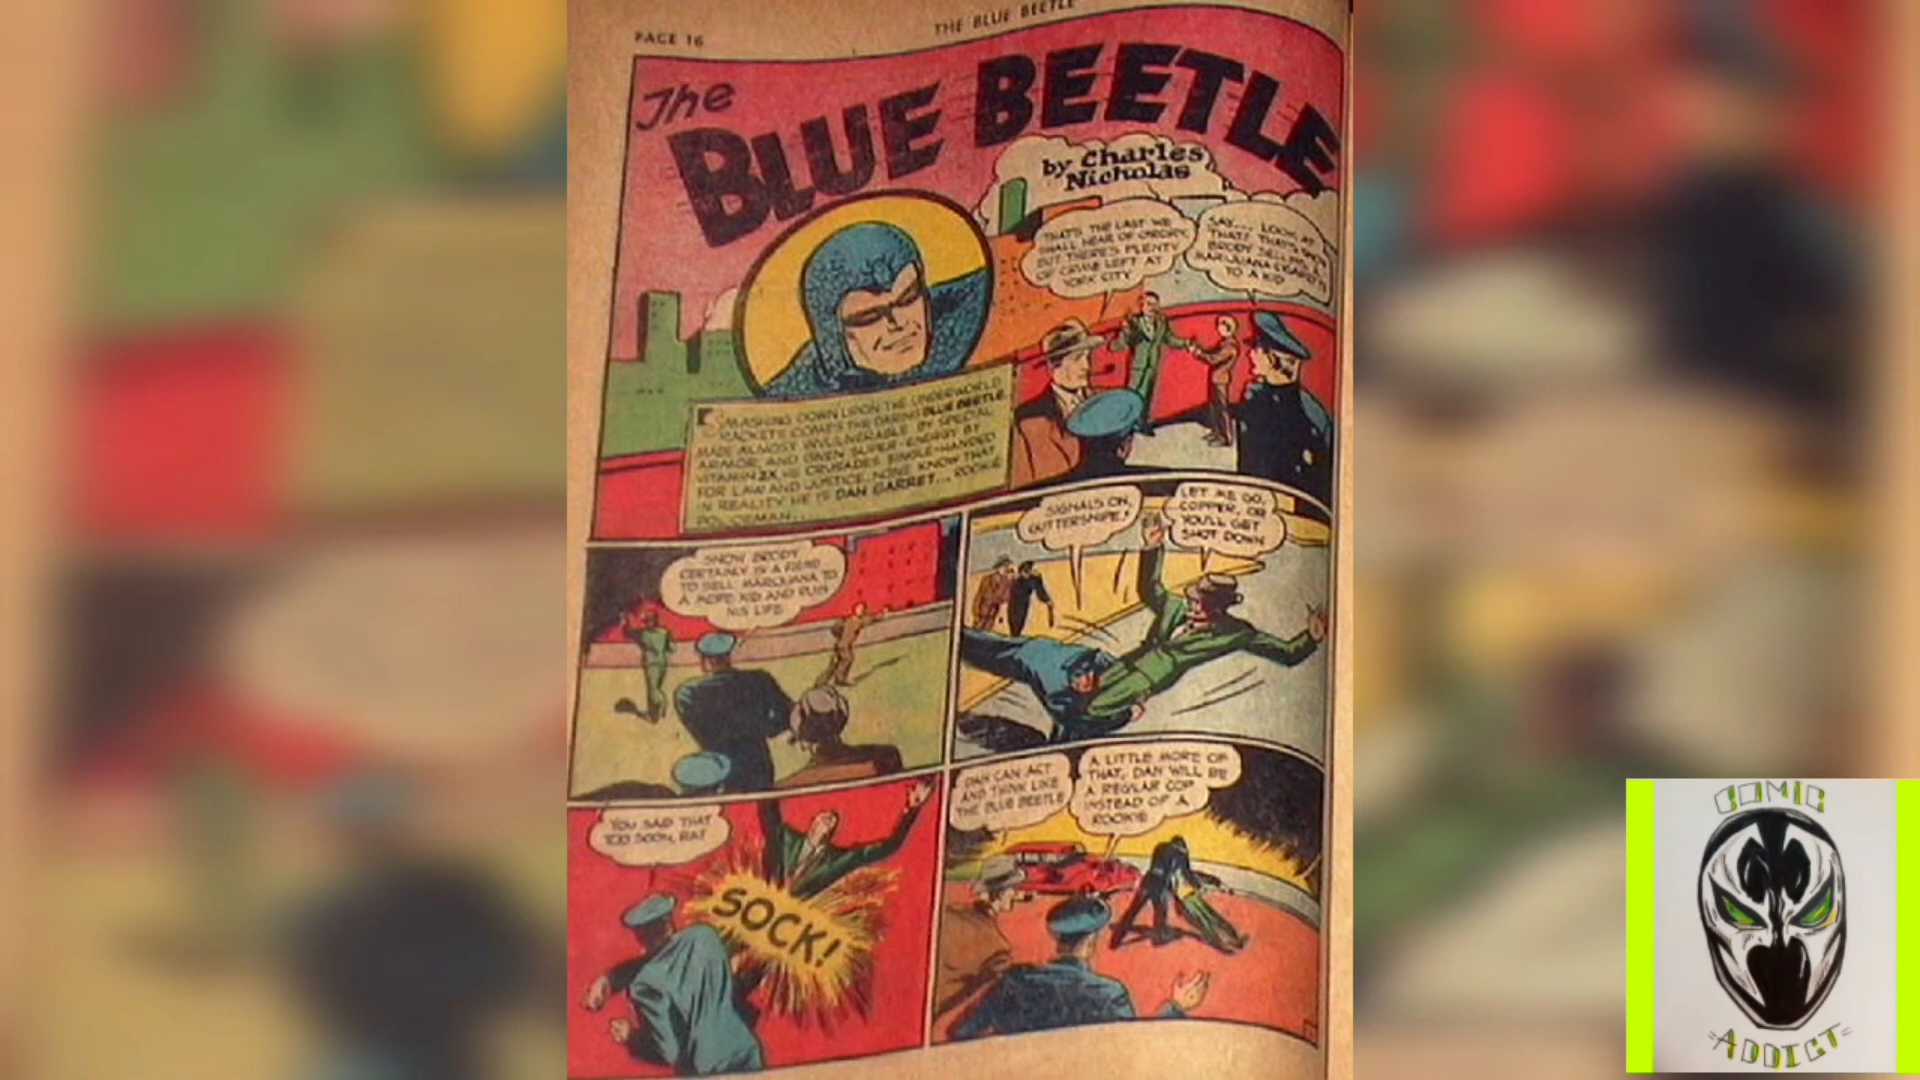 PAGE 16
THE BLUE BEETLE
The
BLUE BEETLE
by Charles
Nicholas
THAT'S THE LAST WE
SHALL HEAR OF
BUT THERE'S PLENTY
OF CRIME LEFT AT
YORK CITY
SAY... LOOK AT
THAT! THAT'S SNOW
BRODY SELLING A
MARIJUANA
TO A KID
SMASHING DOWN UPON THE UNDERWORLD
RACKETS COMES THE DARING BLUE BEETLE.
MADE ALMOST INVULNERABLE BY SPECIAL
ARMOR, AND GIVEN SUPER-ENERGY BY
VITAMIN 2X, HE CRUSADES SINGLE-HANDED
FOR LAW AND JUSTICE. NONE KNOW THAT
IN REALITY HE IS DAN GARRET... ROOKIE
POLICEMAN...
SNOW BRODY
CERTAINLY IS A FIEND
TO SELL MARIJUANA TO
A MERE KID AND RUIN
HIS LIFE
SIGNALS ON,
GUTTERSNIPE!
LET ME GO,
COPPER, OR
YOU'LL GET
SHOT DOWN
YOU SAID THAT
TOO SOON, RAT
SOCK!
DAN CAN ACT
AND THINK LIKE
THE BLUE BEETLE
A LITTLE MORE OF
THAT, DAN WILL BE
A REGULAR COP
INSTEAD OF A
ROOKIE
COMIC
ADDICT